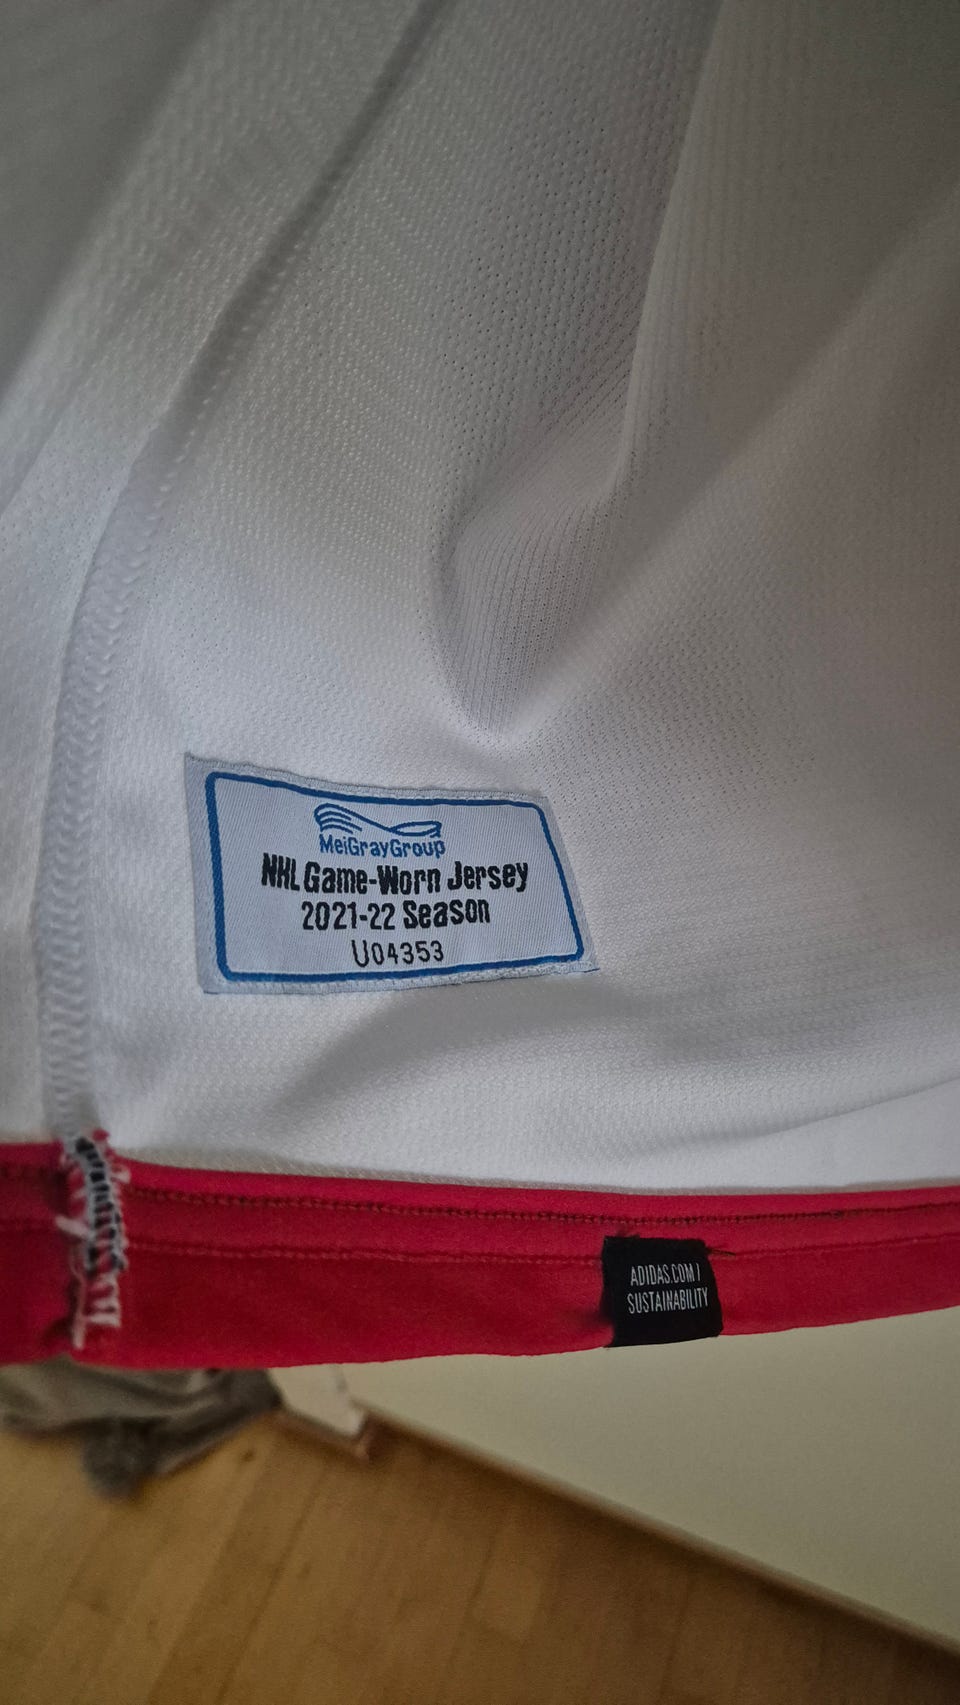 MeiGrayGroup
NHL Game-Worn Jersey
2021-22 Season
U04353
ADIDAS.COM/
SUSTAINABILITY